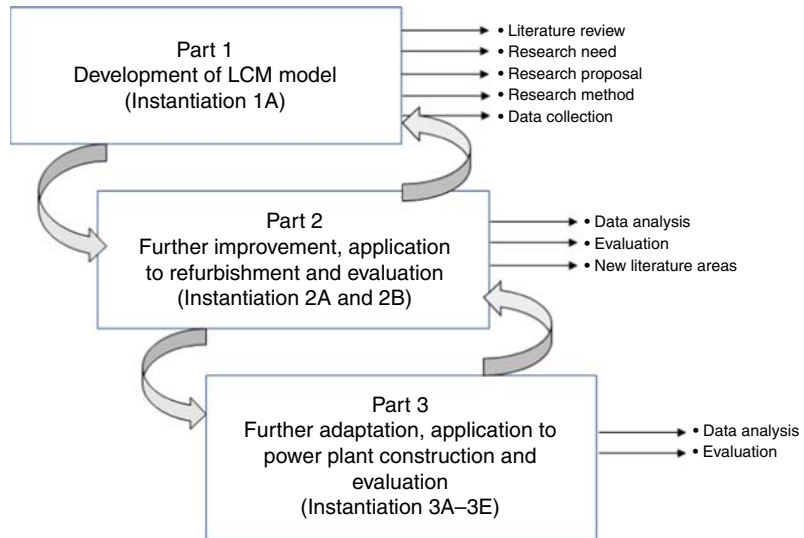 Part 1
Development of LCM model
(Instantiation 1A)
• Literature review
• Research need
• Research proposal
• Research method
• Data collection
Part 2
Further improvement, application
to refurbishment and evaluation
(Instantiation 2A and 2B)
• Data analysis
• Evaluation
• New literature areas
Part 3
Further adaptation, application to
power plant construction and
evaluation
(Instantiation 3A–3E)
• Data analysis
• Evaluation